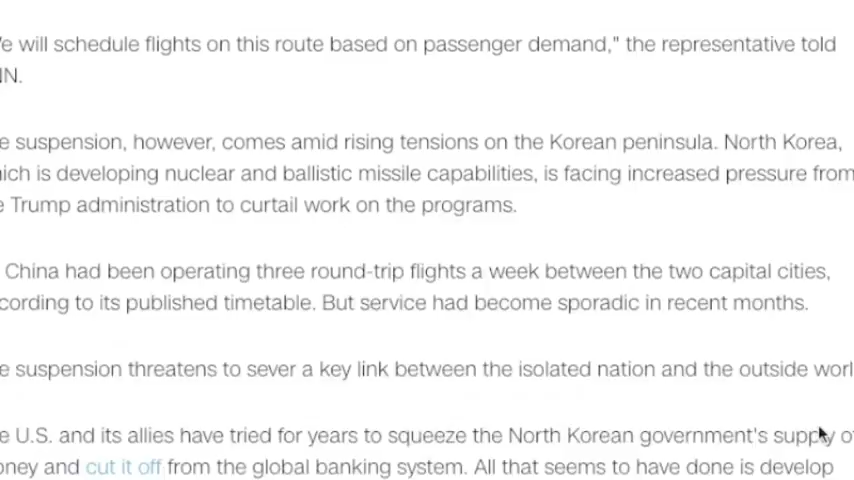 will schedule flights on this route based on passenger demand," the representative told
suspension, however, comes amid rising tensions on the Korean peninsula. North Korea,
is developing nuclear and ballistic missile capabilities, is facing increased pressure from
Trump administration to curtail work on the programs.
China had been operating three round-trip flights a week between the two capital cities,
to its published timetable. But service had become sporadic in recent months.
suspension threatens to sever a key link between the isolated nation and the outside
U.S. and its allies have tried for years to squeeze the North Korean government's supply
and cut it off from the global banking system. All that seems to have done is develop